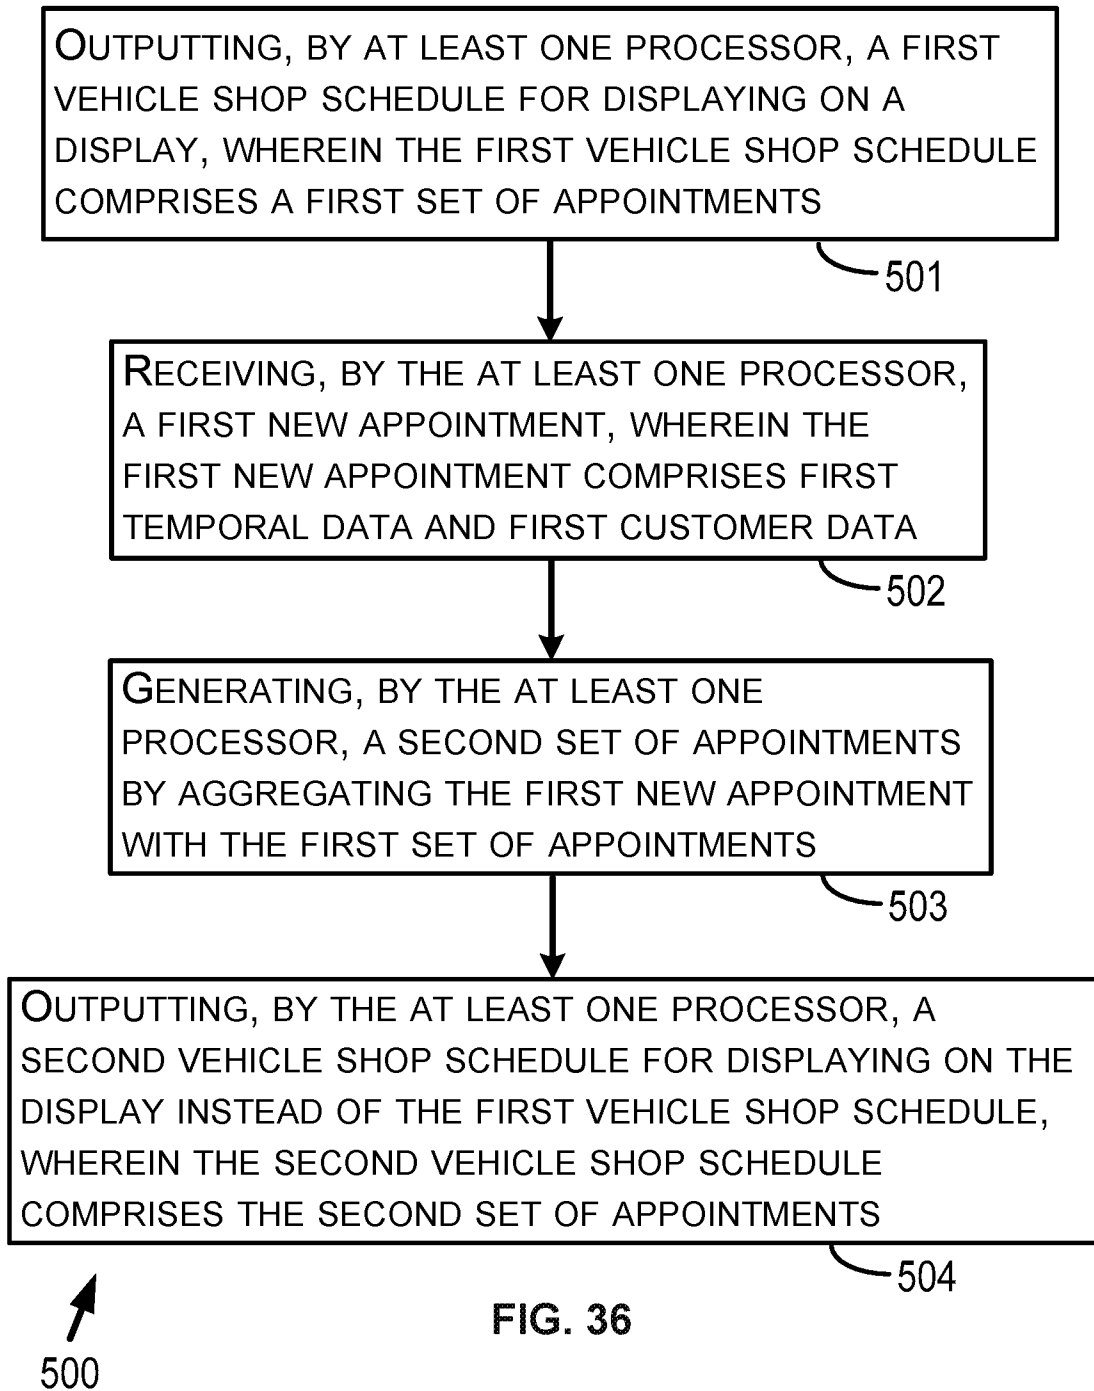 OUTPUTTING, BY AT LEAST ONE PROCESSOR, A FIRST
VEHICLE SHOP SCHEDULE FOR DISPLAYING ON A
DISPLAY, WHEREIN THE FIRST VEHICLE SHOP SCHEDULE
COMPRISES A FIRST SET OF APPOINTMENTS
501
RECEIVING, BY THE AT LEAST ONE PROCESSOR,
A FIRST NEW APPOINTMENT, WHEREIN THE
FIRST NEW APPOINTMENT COMPRISES FIRST
TEMPORAL DATA AND FIRST CUSTOMER DATA
502
GENERATING, BY THE AT LEAST ONE
PROCESSOR, A SECOND SET OF APPOINTMENTS
BY AGGREGATING THE FIRST NEW APPOINTMENT
WITH THE FIRST SET OF APPOINTMENTS
503
OUTPUTTING, BY THE AT LEAST ONE PROCESSOR, A
SECOND VEHICLE SHOP SCHEDULE FOR DISPLAYING ON THE
DISPLAY INSTEAD OF THE FIRST VEHICLE SHOP SCHEDULE,
WHEREIN THE SECOND VEHICLE SHOP SCHEDULE
COMPRISES THE SECOND SET OF APPOINTMENTS
504
FIG. 36
500